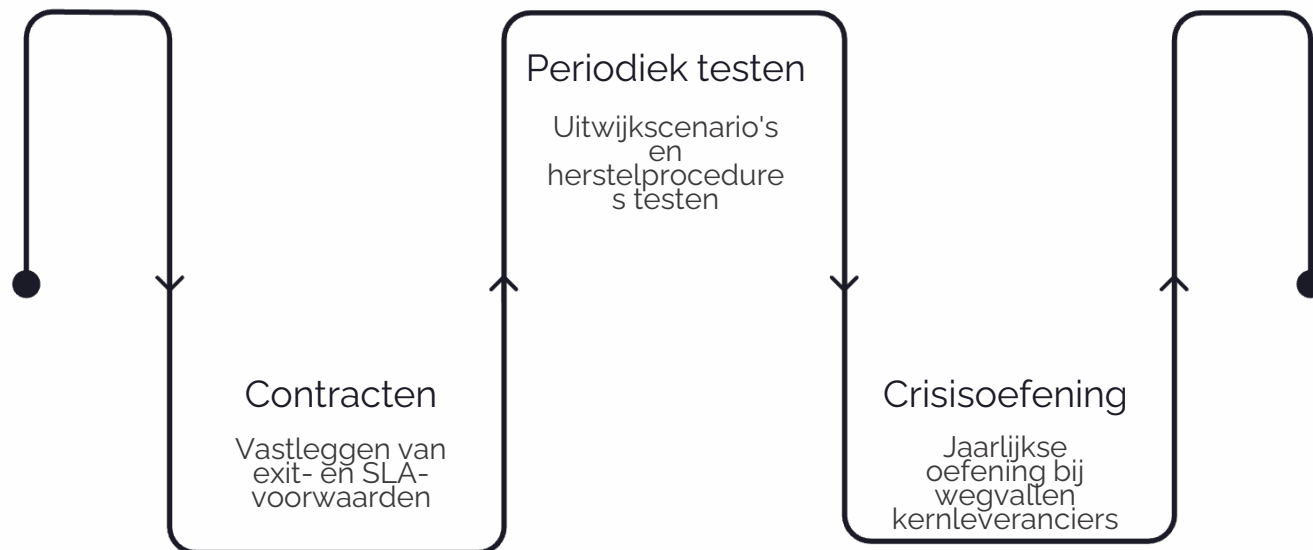 Periodiek testen
Uitwijkscenario's
en
herstelprocedure
s testen
Contracten
Vastleggen van
exit- en SLA-
voorwaarden
Crisisoefening
Jaarlijkse
oefening bij
wegvallen
kernleveranciers